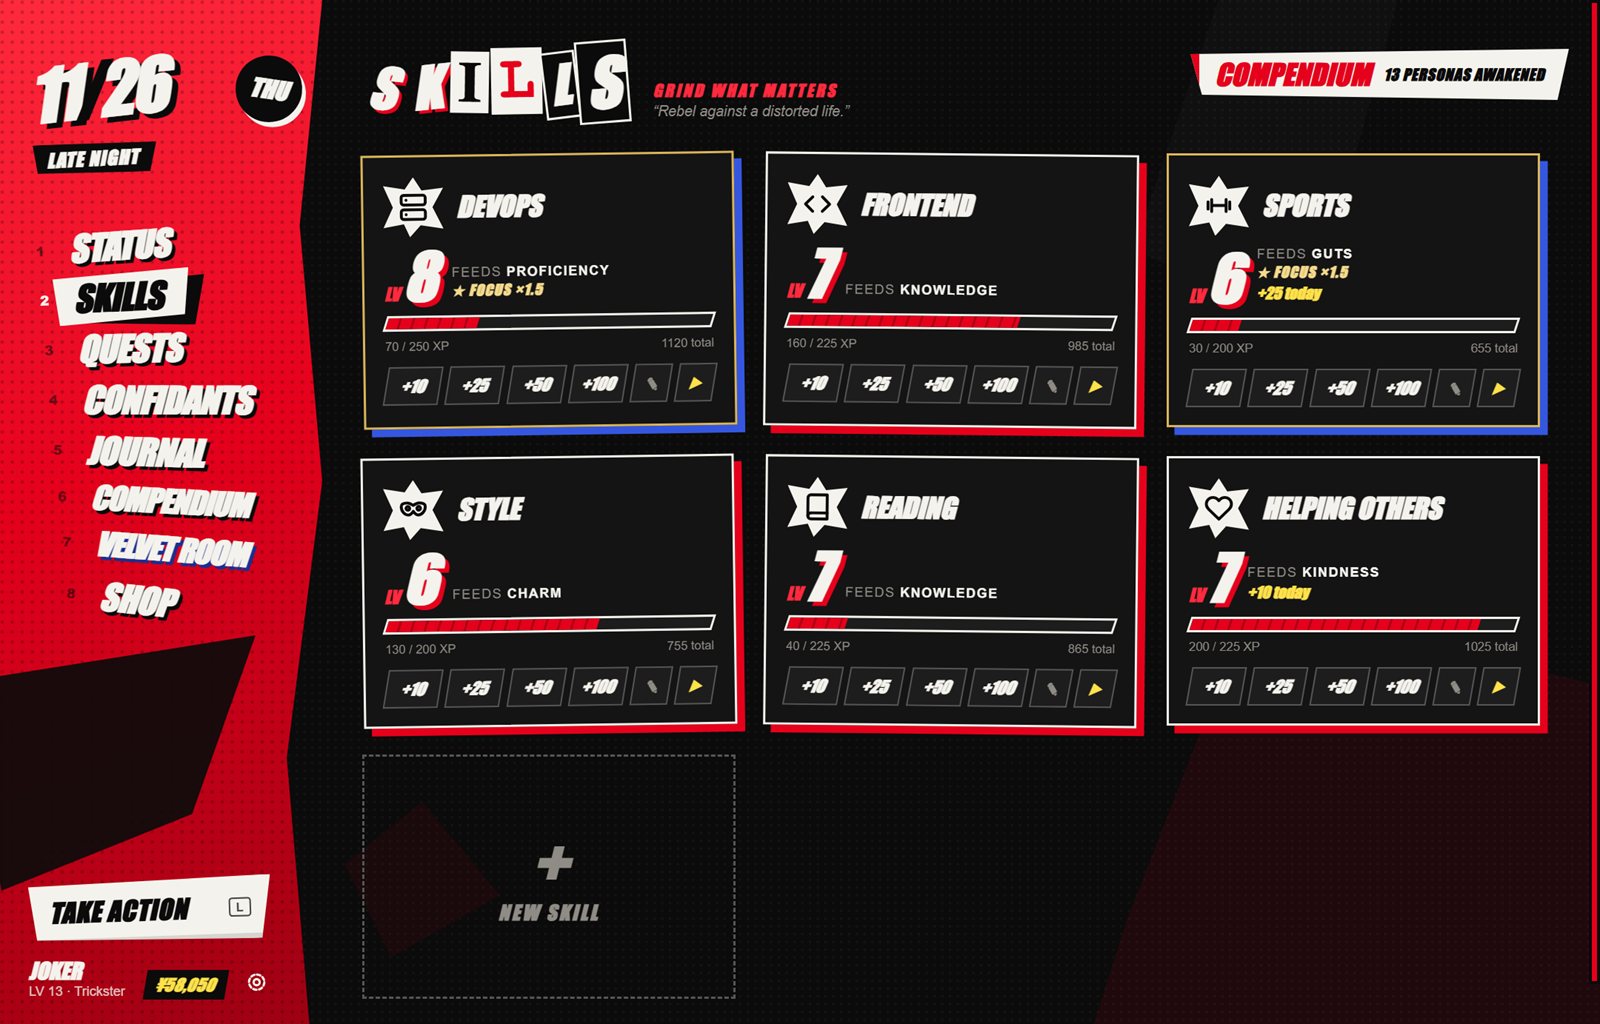 11/26
THU
LATE NIGHT
1 STATUS
2 SKILLS
3 QUESTS
4 CONFIDANTS
5 JOURNAL
6 COMPENDIUM
7 VELVET ROOM
8 SHOP
TAKE ACTION L
JOKER
LV 13 · Trickster
¥58,050
SKILLS
GRIND WHAT MATTERS
“Rebel against a distorted life.”
COMPENDIUM 13 PERSONAS AWAKENED
DEVOPS
LV 8 FEEDS PROFICIENCY
★ FOCUS ×1.5
70 / 250 XP 1120 total
+10 +25 +50 +100
FRONTEND
LV 7 FEEDS KNOWLEDGE
160 / 225 XP 985 total
+10 +25 +50 +100
SPORTS
LV 6 FEEDS GUTS
★ FOCUS ×1.5
+25 today
30 / 200 XP 655 total
+10 +25 +50 +100
STYLE
LV 6 FEEDS CHARM
130 / 200 XP 755 total
+10 +25 +50 +100
READING
LV 7 FEEDS KNOWLEDGE
40 / 225 XP 865 total
+10 +25 +50 +100
HELPING OTHERS
LV 7 FEEDS KINDNESS
+10 today
200 / 225 XP 1025 total
+10 +25 +50 +100
+
NEW SKILL